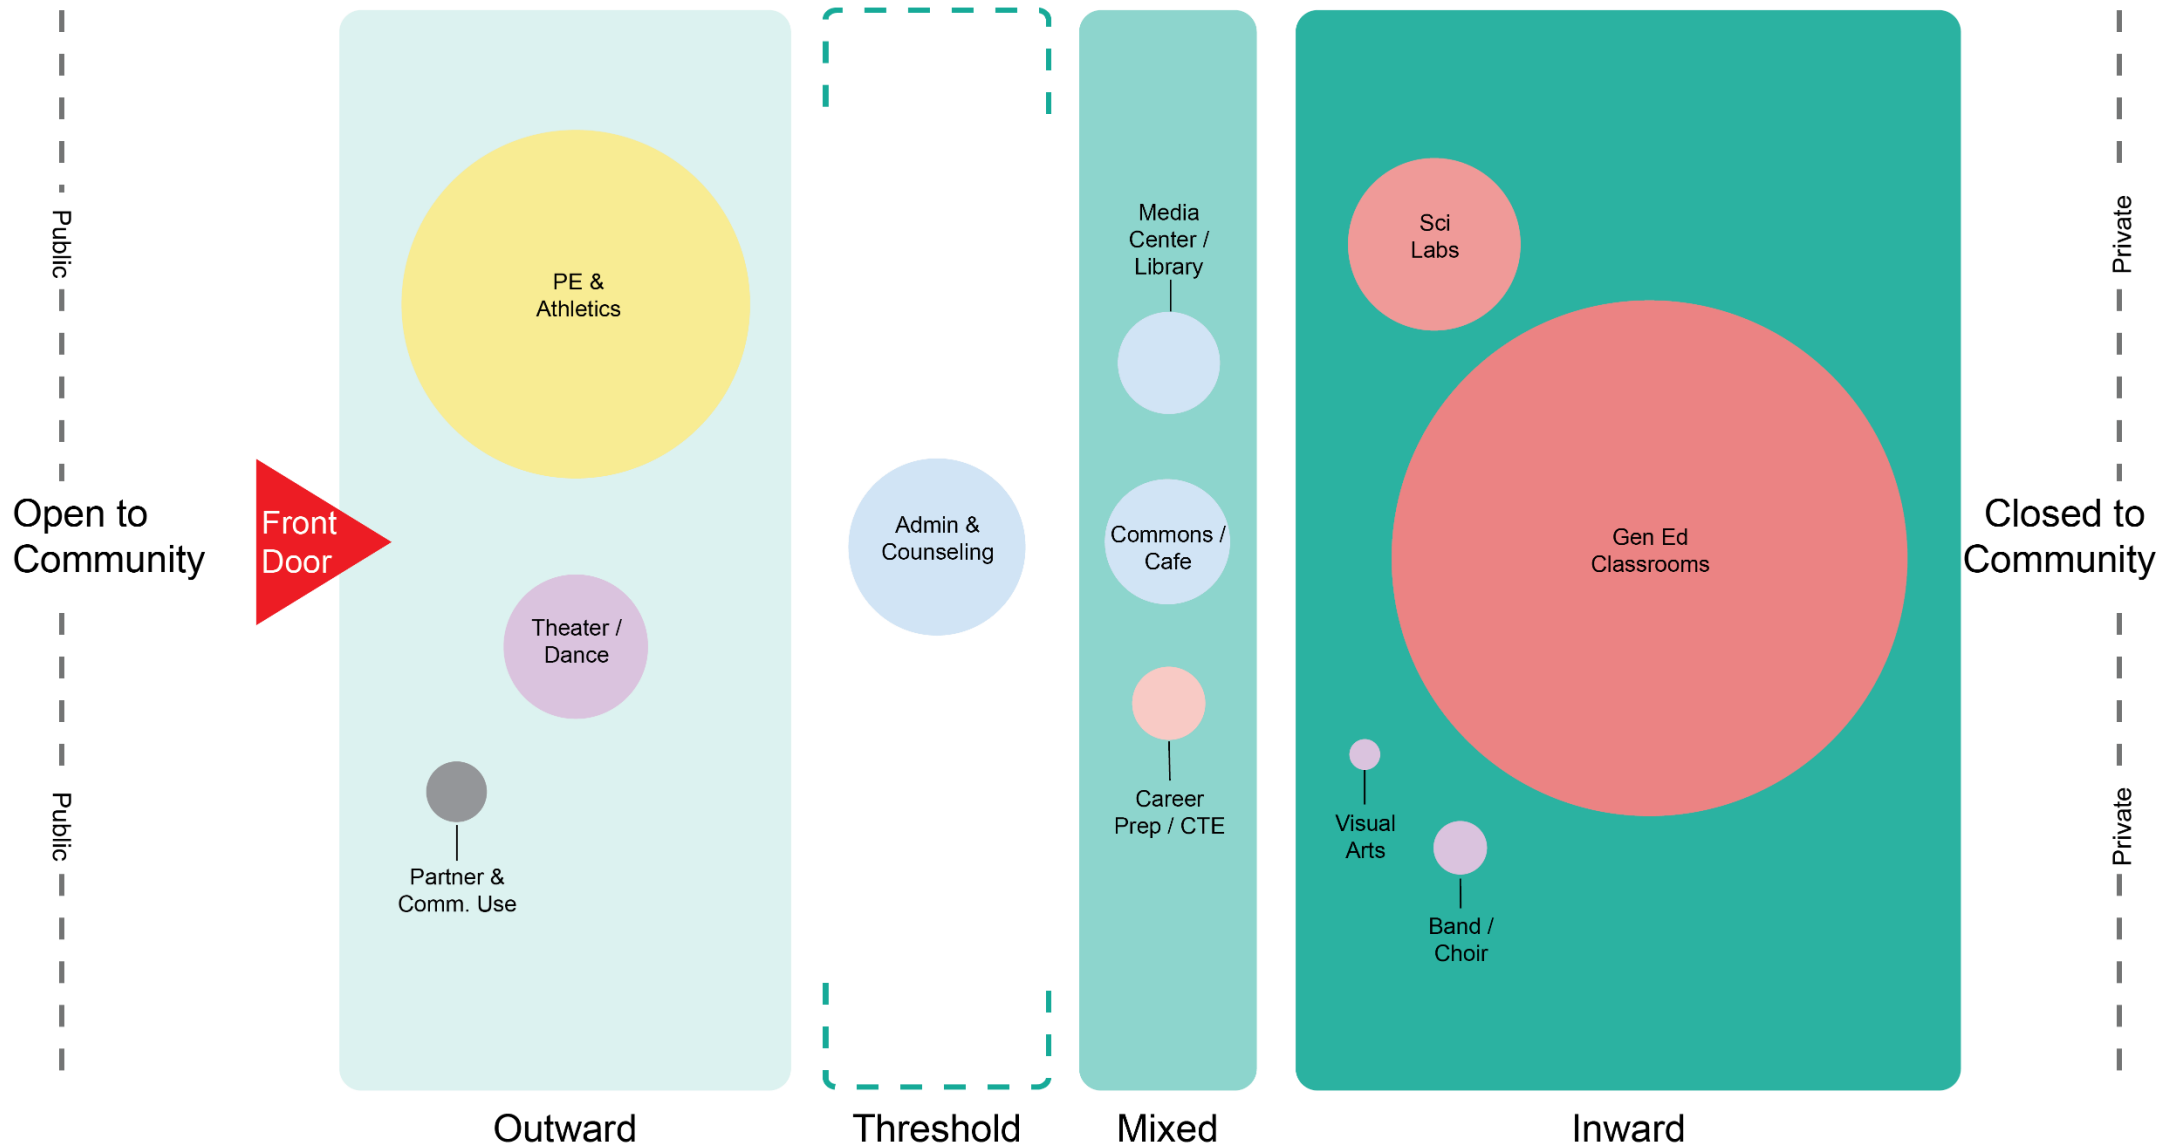 Public
Open to
Community
Public
Front
Door
PE &
Athletics
Theater /
Dance
Partner &
Comm. Use
Outward
Admin &
Counseling
Threshold
Media
Center /
Library
Commons /
Cafe
Career
Prep / CTE
Mixed
Sci
Labs
Gen Ed
Classrooms
Visual
Arts
Band /
Choir
Inward
Private
Closed to
Community
Private